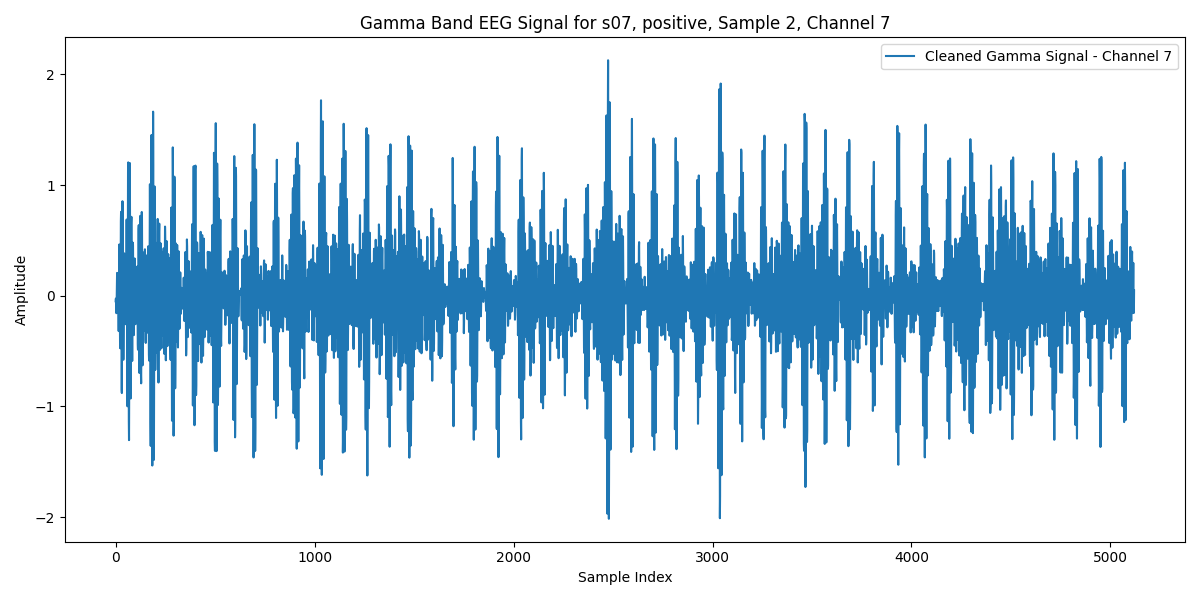 Gamma Band EEG Signal for s07, positive, Sample 2, Channel 7
Cleaned Gamma Signal - Channel 7
2
1
0
−1
−2
Amplitude
0 1000 2000 3000 4000 5000
Sample Index